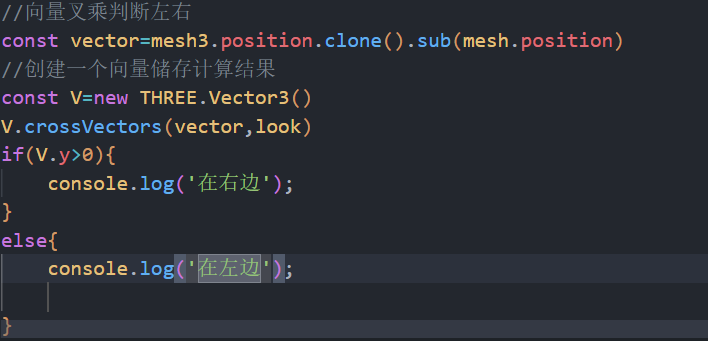 //向量叉乘判断左右
const vector=mesh3.position.clone().sub(mesh.position)
//创建一个向量储存计算结果
const V=new THREE.Vector3()
V.crossVectors(vector,look)
if(V.y>0){
    console.log('在右边');
}
else{
    console.log('在左边');
}